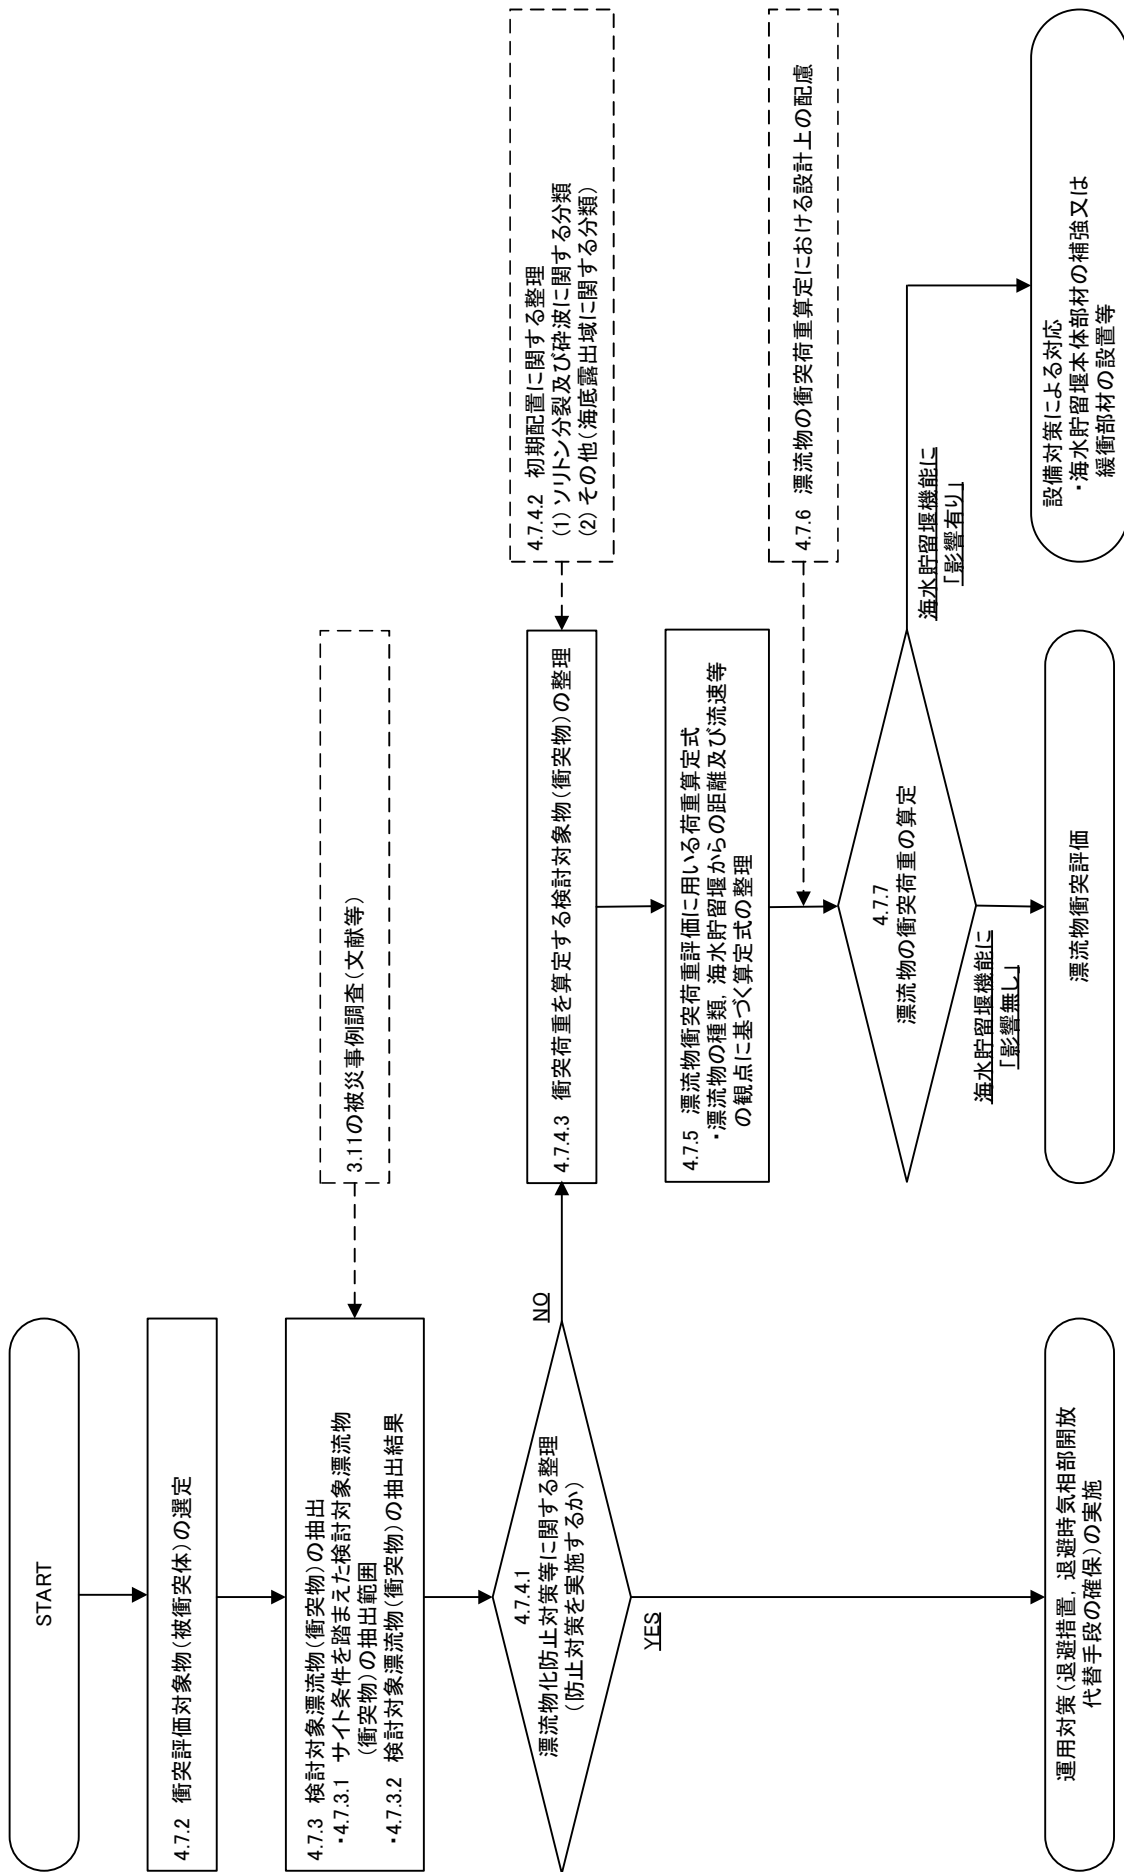 START
4.7.2 衝突評価対象物（被衝突体）の選定
4.7.3 検討対象漂流物（衝突物）の抽出
・4.7.3.1 サイト条件を踏まえた検討対象漂流物
（衝突物）の抽出範囲
・4.7.3.2 検討対象漂流物（衝突物）の抽出結果
3.11の被災事例調査（文献等）
4.7.4.1
漂流物化防止対策等に関する整理
（防止対策を実施するか）
NO
YES
運用対策（退避措置，退避時気相部開放
代替手段の確保）の実施
4.7.4.2 初期配置に関する整理
(1) ソリトン分裂及び砕波に関する分類
(2) その他（海底露出域に関する分類）
4.7.4.3 衝突荷重を算定する検討対象物（衝突物）の整理
4.7.5 漂流物衝突荷重評価に用いる荷重算定式
・漂流物の種類，海水貯留堰からの距離及び流速等
の観点に基づく算定式の整理
4.7.6 漂流物の衝突荷重算定における設計上の配慮
4.7.7
漂流物の衝突荷重の算定
海水貯留堰機能に
「影響有り」
海水貯留堰機能に
「影響無し」
漂流物衝突評価
設備対策による対応
・海水貯留堰本体部材の補強又は
緩衝部材の設置等